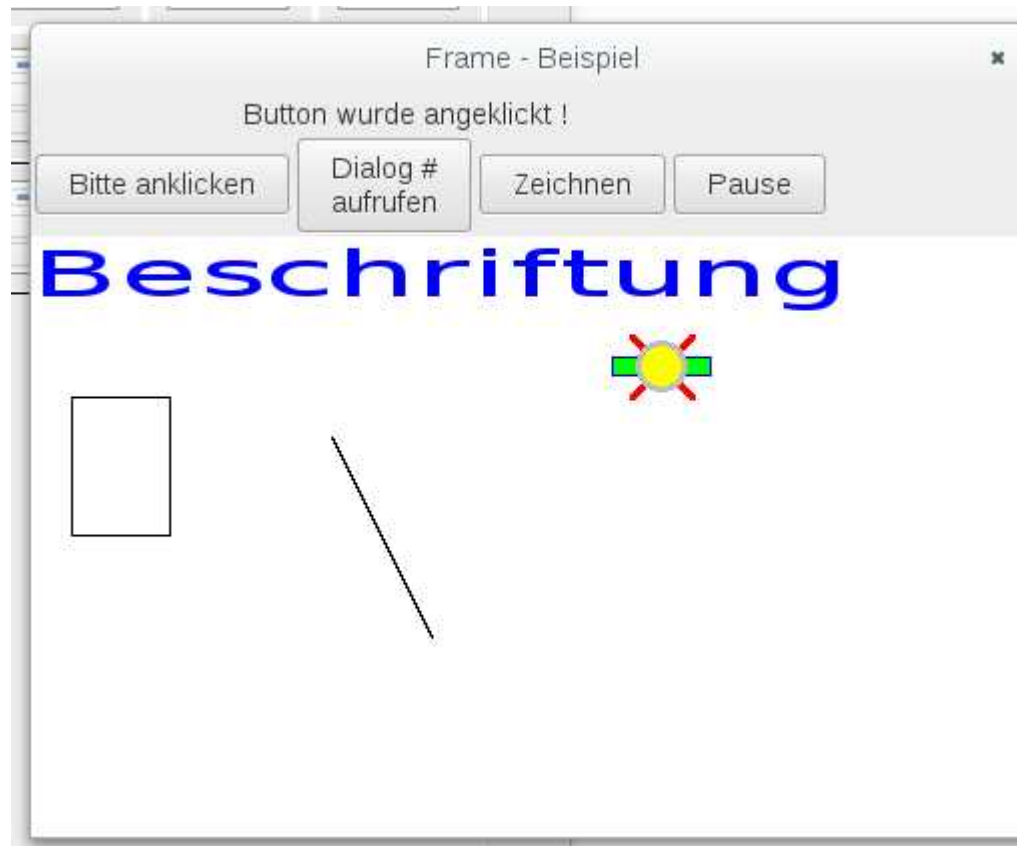 Frame - Beispiel
Button wurde angeklickt !
Bitte anklicken
Dialog #
aufrufen
Zeichnen
Pause
Beschriftung